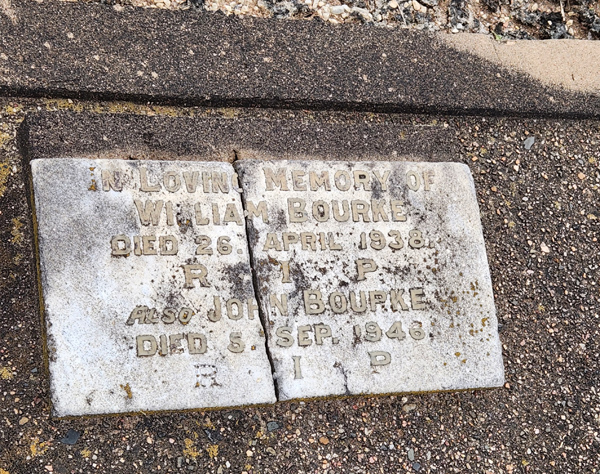 IN LOVING MEMORY OF
WILLIAM BOURKE
DIED 26. APRIL 1938.
R I P
ALSO JOHN BOURKE
DIED 5. SEP. 1946
R I P